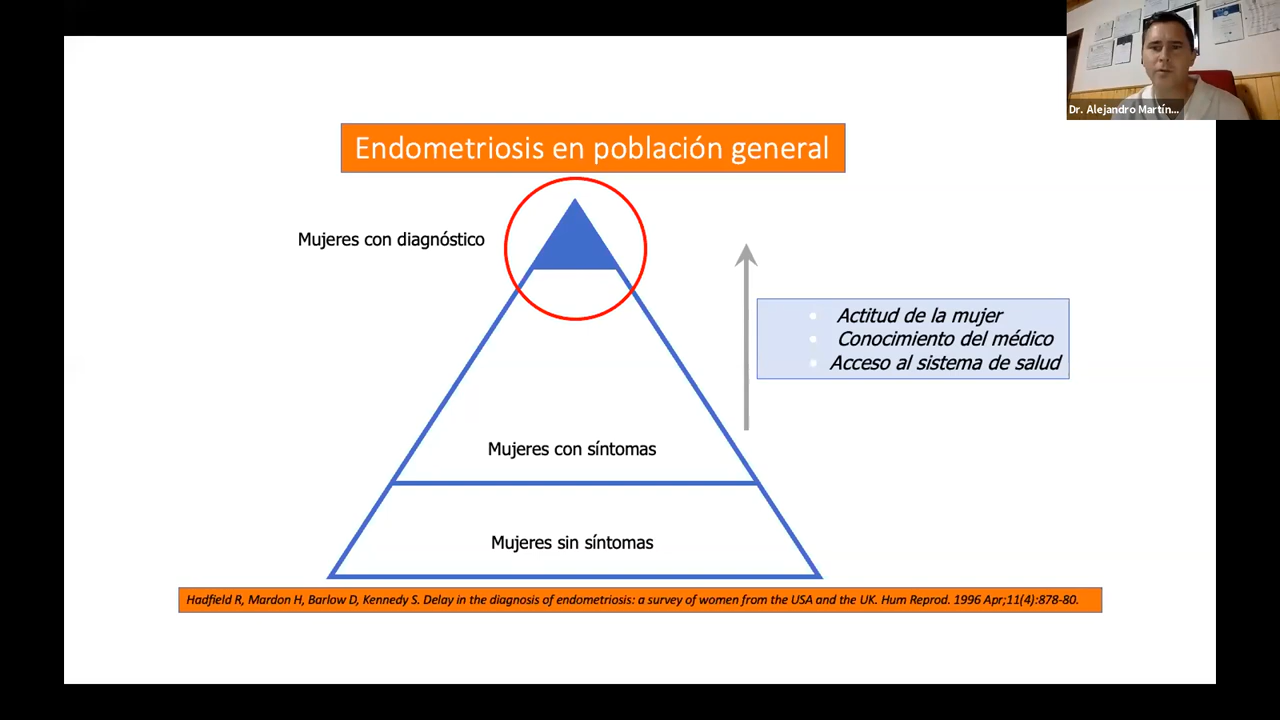 Dr. Alejandro Martín...
Endometriosis en población general
Mujeres con diagnóstico
Actitud de la mujer
Conocimiento del médico
Acceso al sistema de salud
Mujeres con síntomas
Mujeres sin síntomas
Hadfield R, Mardon H, Barlow D, Kennedy S. Delay in the diagnosis of endometriosis: a survey of women from the USA and the UK. Hum Reprod. 1996 Apr;11(4):878-80.